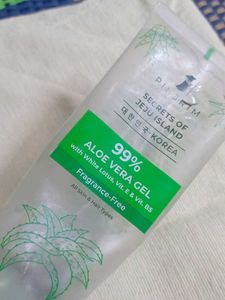 PILGRIM
SECRETS OF
JEJU ISLAND
대한민국, KOREA
99%
ALOE VERA GEL
with White Lotus, Vit. E & Vit. B5
Fragrance-Free
All Skin & Hair Types